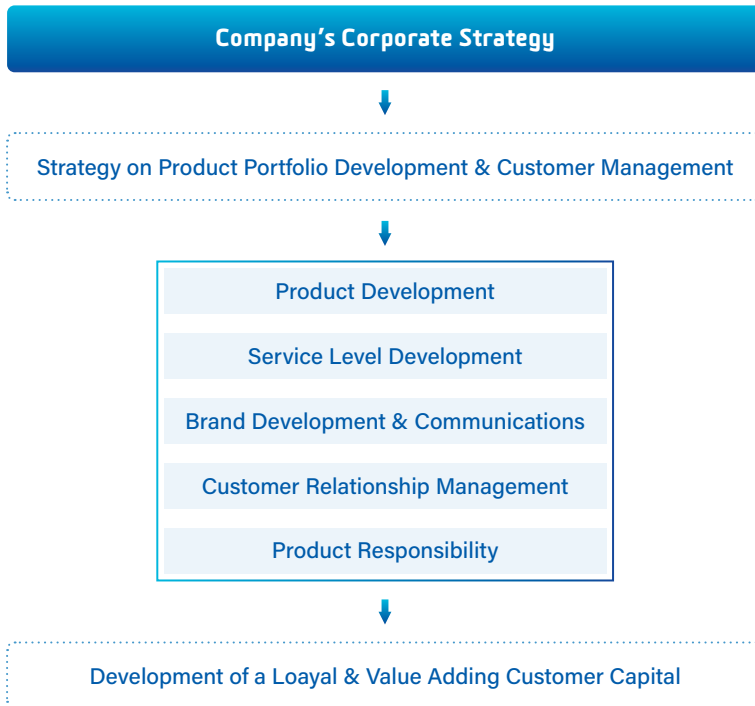 Company's Corporate Strategy
Strategy on Product Portfolio Development & Customer Management
Product Development
Service Level Development
Brand Development & Communications
Customer Relationship Management
Product Responsibility
Development of a Loayal & Value Adding Customer Capital